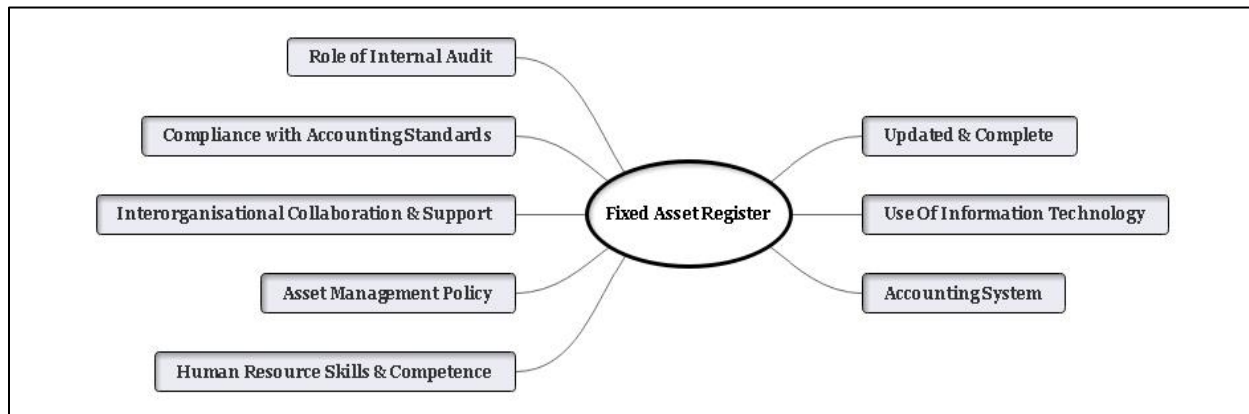 Role of Internal Audit
Compliance with Accounting Standards
Interorganisational Collaboration & Support
Asset Management Policy
Human Resource Skills & Competence
Fixed Asset Register
Updated & Complete
Use Of Information Technology
Accounting System